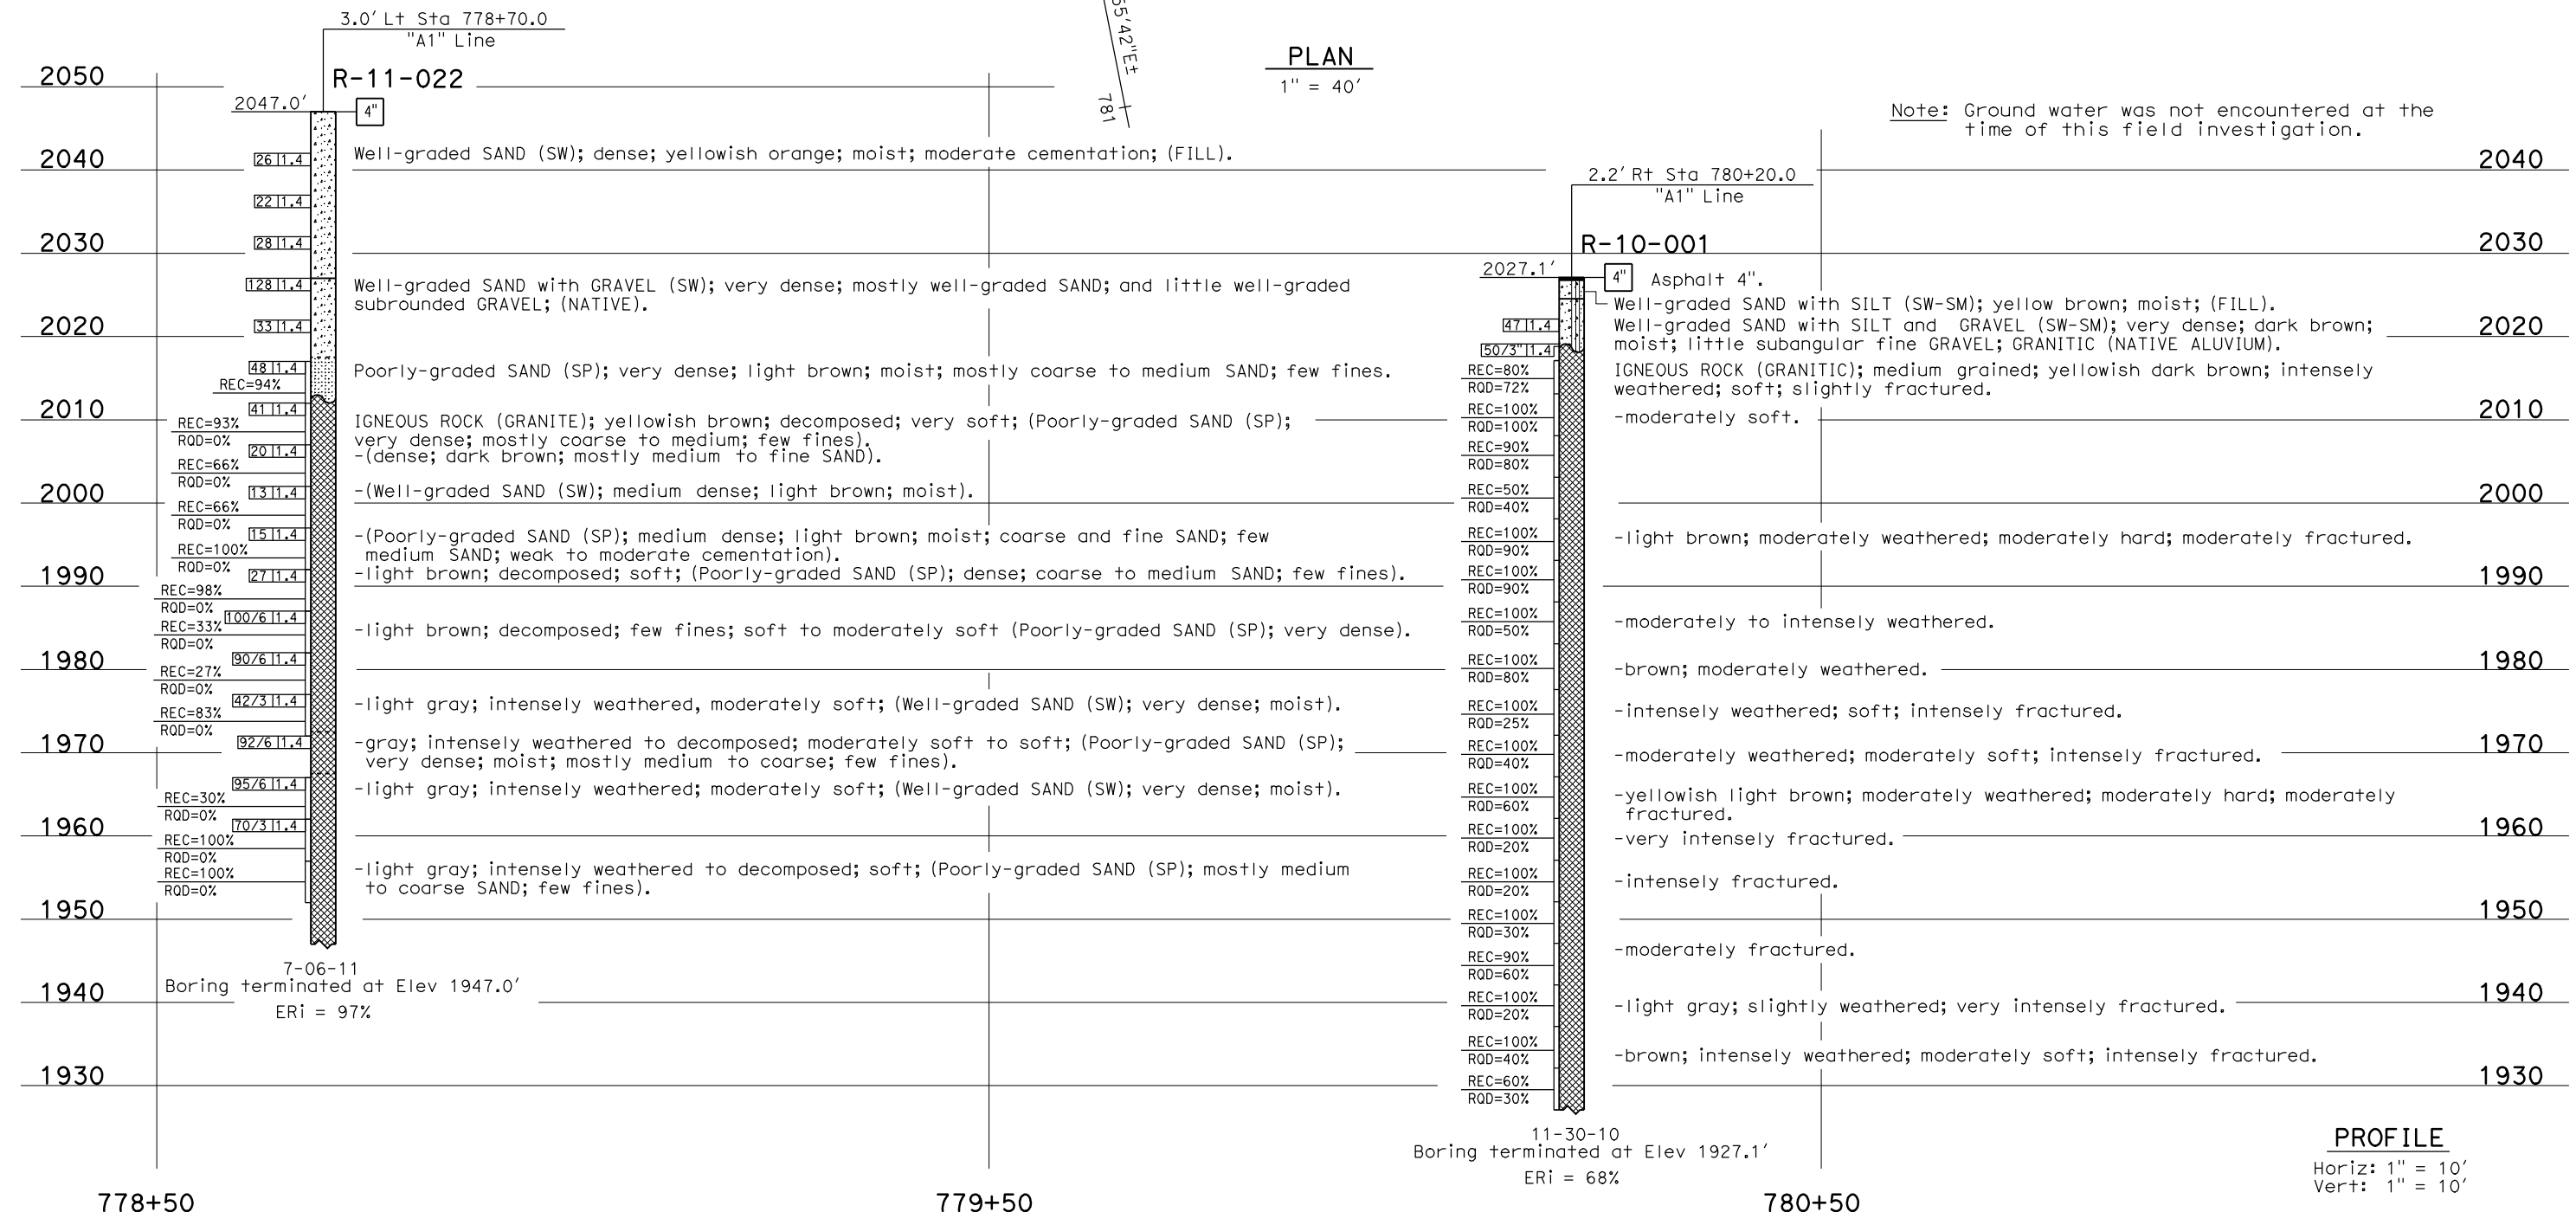 3.0' Lt Sta 778+70.0
"A1" Line
R-11-022
2047.0'
4"
55'42"E±
781
PLAN
1" = 40'
Note: Ground water was not encountered at the
time of this field investigation.
2050
2040
2030
2020
2010
2000
1990
1980
1970
1960
1950
1940
1930
26 1.4
22 1.4
28 1.4
128 1.4
33 1.4
48 1.4
REC=94%
41 1.4
REC=93%
RQD=0%
20 1.4
REC=66%
RQD=0%
13 1.4
REC=66%
RQD=0%
15 1.4
REC=100%
RQD=0%
27 1.4
REC=98%
RQD=0%
100/6 1.4
REC=33%
RQD=0%
90/6 1.4
REC=27%
RQD=0%
42/3 1.4
REC=83%
RQD=0%
92/6 1.4
95/6 1.4
REC=30%
RQD=0%
70/3 1.4
REC=100%
RQD=0%
REC=100%
RQD=0%
Well-graded SAND (SW); dense; yellowish orange; moist; moderate cementation; (FILL).
Well-graded SAND with GRAVEL (SW); very dense; mostly well-graded SAND; and little well-graded
subrounded GRAVEL; (NATIVE).
Poorly-graded SAND (SP); very dense; light brown; moist; mostly coarse to medium SAND; few fines.
IGNEOUS ROCK (GRANITE); yellowish brown; decomposed; very soft; (Poorly-graded SAND (SP);
very dense; mostly coarse to medium; few fines).
-(dense; dark brown; mostly medium to fine SAND).
-(Well-graded SAND (SW); medium dense; light brown; moist).
-(Poorly-graded SAND (SP); medium dense; light brown; moist; coarse and fine SAND; few
medium SAND; weak to moderate cementation).
-light brown; decomposed; soft; (Poorly-graded SAND (SP); dense; coarse to medium SAND; few fines).
-light brown; decomposed; few fines; soft to moderately soft (Poorly-graded SAND (SP); very dense).
-light gray; intensely weathered, moderately soft; (Well-graded SAND (SW); very dense; moist).
-gray; intensely weathered to decomposed; moderately soft to soft; (Poorly-graded SAND (SP);
very dense; moist; mostly medium to coarse; few fines).
-light gray; intensely weathered; moderately soft; (Well-graded SAND (SW); very dense; moist).
-light gray; intensely weathered to decomposed; soft; (Poorly-graded SAND (SP); mostly medium
to coarse SAND; few fines).
7-06-11
Boring terminated at Elev 1947.0'
ERi = 97%
2.2' Rt Sta 780+20.0
"A1" Line
R-10-001
2027.1'
4"
Asphalt 4".
47 1.4
50/3" 1.4
REC=80%
RQD=72%
REC=100%
RQD=100%
REC=90%
RQD=80%
REC=50%
RQD=40%
REC=100%
RQD=90%
REC=100%
RQD=90%
REC=100%
RQD=50%
REC=100%
RQD=80%
REC=100%
RQD=25%
REC=100%
RQD=40%
REC=100%
RQD=60%
REC=100%
RQD=20%
REC=100%
RQD=20%
REC=100%
RQD=30%
REC=90%
RQD=60%
REC=100%
RQD=20%
REC=100%
RQD=40%
REC=60%
RQD=30%
Well-graded SAND with SILT (SW-SM); yellow brown; moist; (FILL).
Well-graded SAND with SILT and GRAVEL (SW-SM); very dense; dark brown;
moist; little subangular fine GRAVEL; GRANITIC (NATIVE ALUVIUM).
IGNEOUS ROCK (GRANITIC); medium grained; yellowish dark brown; intensely
weathered; soft; slightly fractured.
-moderately soft.
-light brown; moderately weathered; moderately hard; moderately fractured.
-moderately to intensely weathered.
-brown; moderately weathered.
-intensely weathered; soft; intensely fractured.
-moderately weathered; moderately soft; intensely fractured.
-yellowish light brown; moderately weathered; moderately hard; moderately
fractured.
-very intensely fractured.
-intensely fractured.
-moderately fractured.
-light gray; slightly weathered; very intensely fractured.
-brown; intensely weathered; moderately soft; intensely fractured.
2040
2030
2020
2010
2000
1990
1980
1970
1960
1950
1940
1930
11-30-10
Boring terminated at Elev 1927.1'
ERi = 68%
PROFILE
Horiz: 1" = 10'
Vert: 1" = 10'
778+50
779+50
780+50